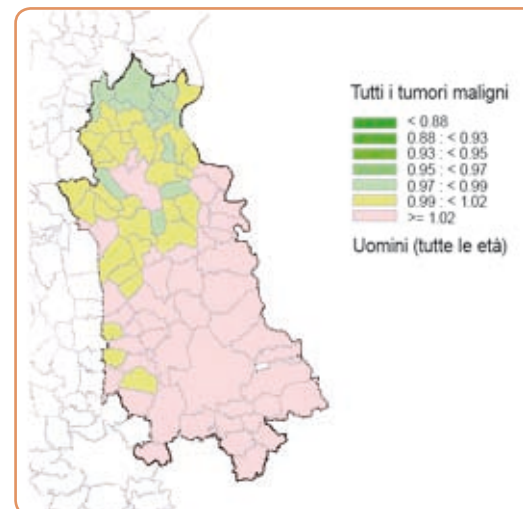 Tutti i tumori maligni
< 0.88
0.88 : < 0.93
0.93 : < 0.95
0.95 : < 0.97
0.97 : < 0.99
0.99 : < 1.02
>= 1.02
Uomini (tutte le età)